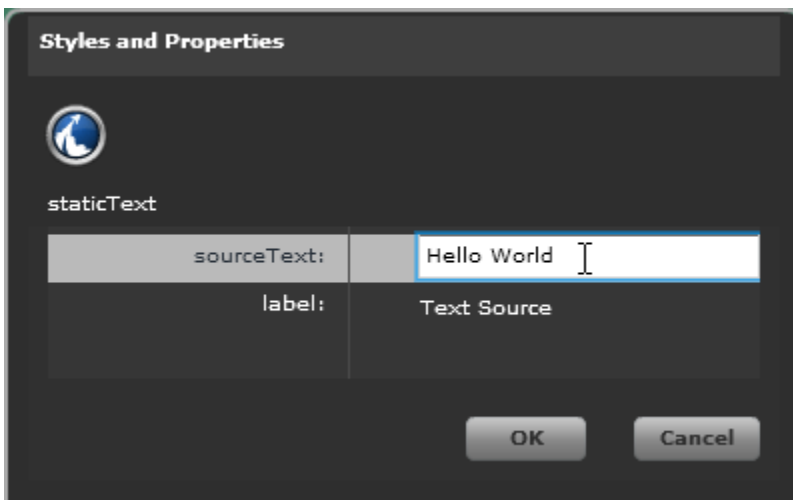 Styles and Properties
staticText
sourceText: Hello World
label: Text Source
OK Cancel